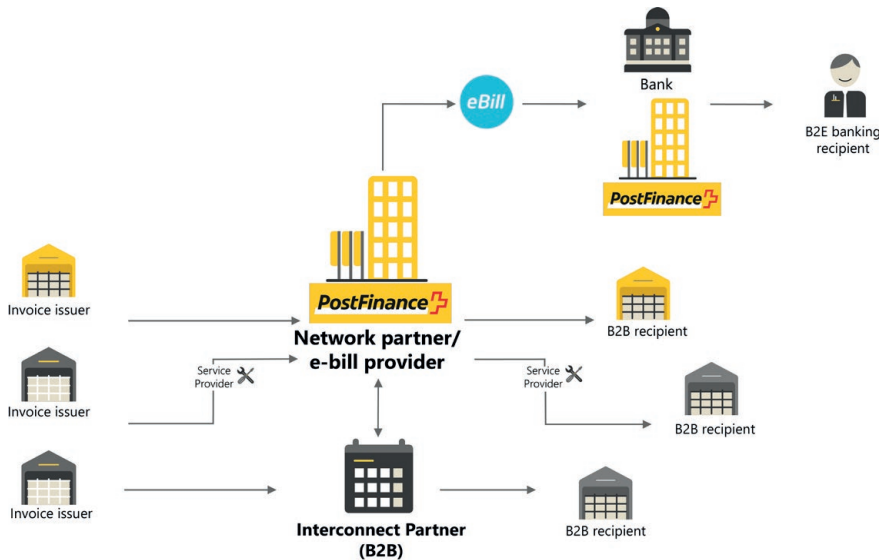 eBill
Bank
PostFinance
B2E banking
recipient
Invoice issuer
PostFinance
Network partner/
e-bill provider
B2B recipient
Invoice issuer
Service
Provider
Service
Provider
B2B recipient
Invoice issuer
Interconnect Partner
(B2B)
B2B recipient